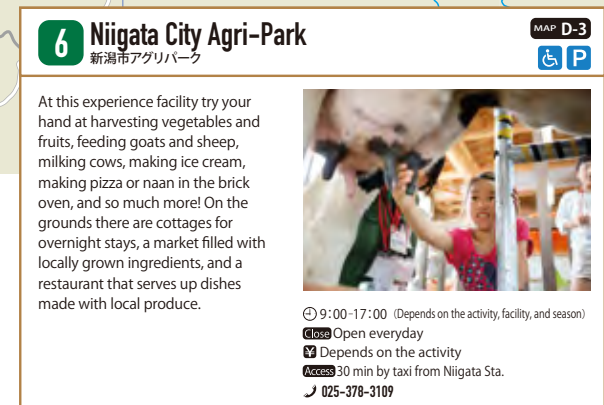 6 Niigata City Agri-Park
新潟市アグリパーク
MAP D-3
P
At this experience facility try your
hand at harvesting vegetables and
fruits, feeding goats and sheep,
milking cows, making ice cream,
making pizza or naan in the brick
oven, and so much more! On the
grounds there are cottages for
overnight stays, a market filled with
locally grown ingredients, and a
restaurant that serves up dishes
made with local produce.
9:00-17:00 (Depends on the activity, facility, and season)
Close Open everyday
¥ Depends on the activity
Access 30 min by taxi from Niigata Sta.
025-378-3109